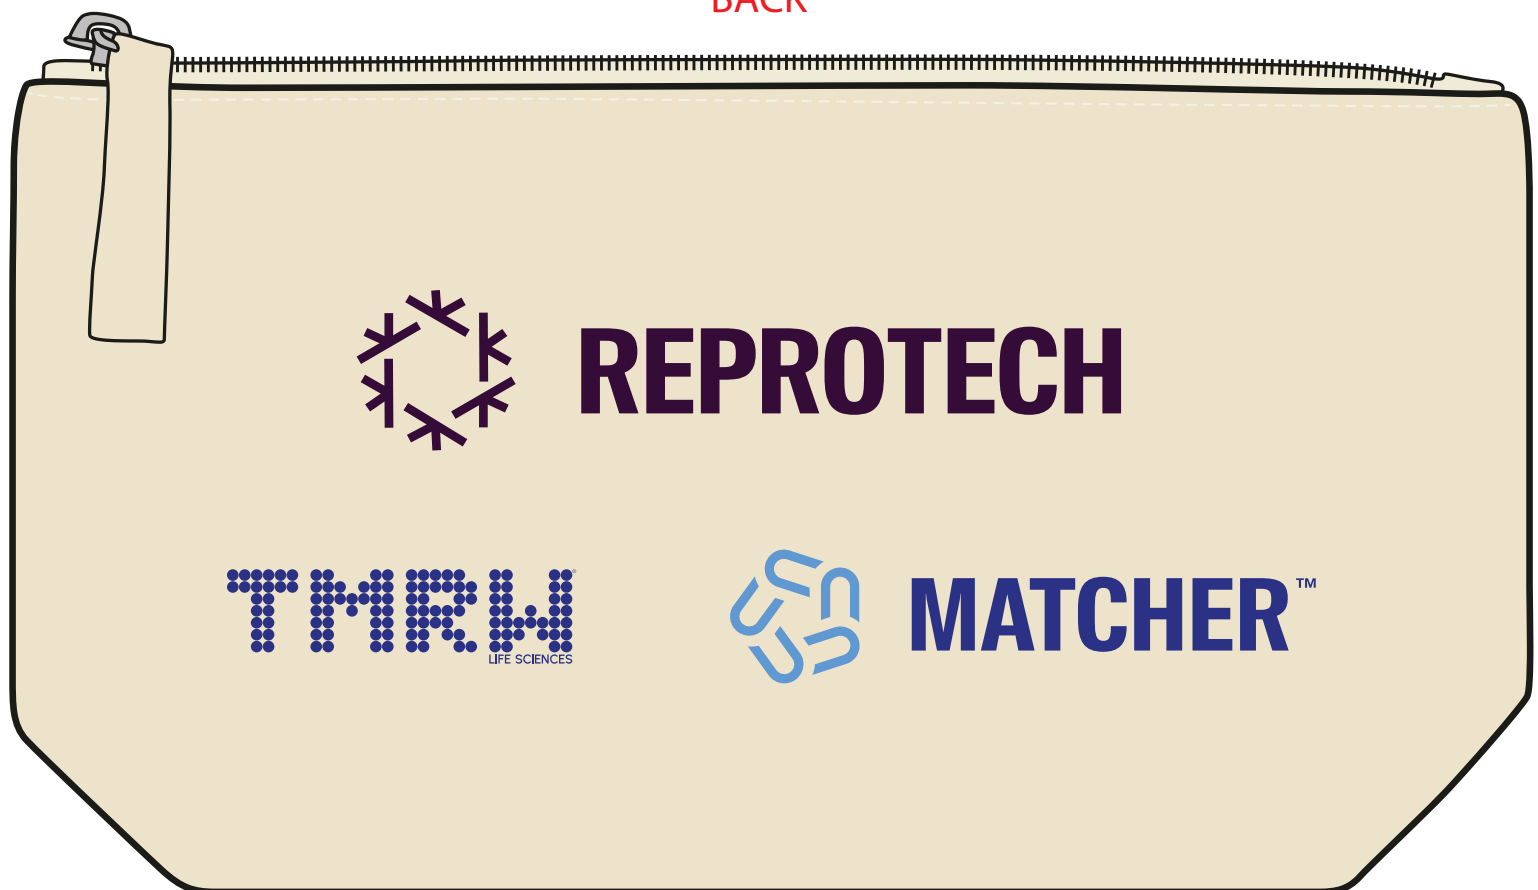 BACK
REPROTECH
TMRW®
LIFE SCIENCES
MATCHER™